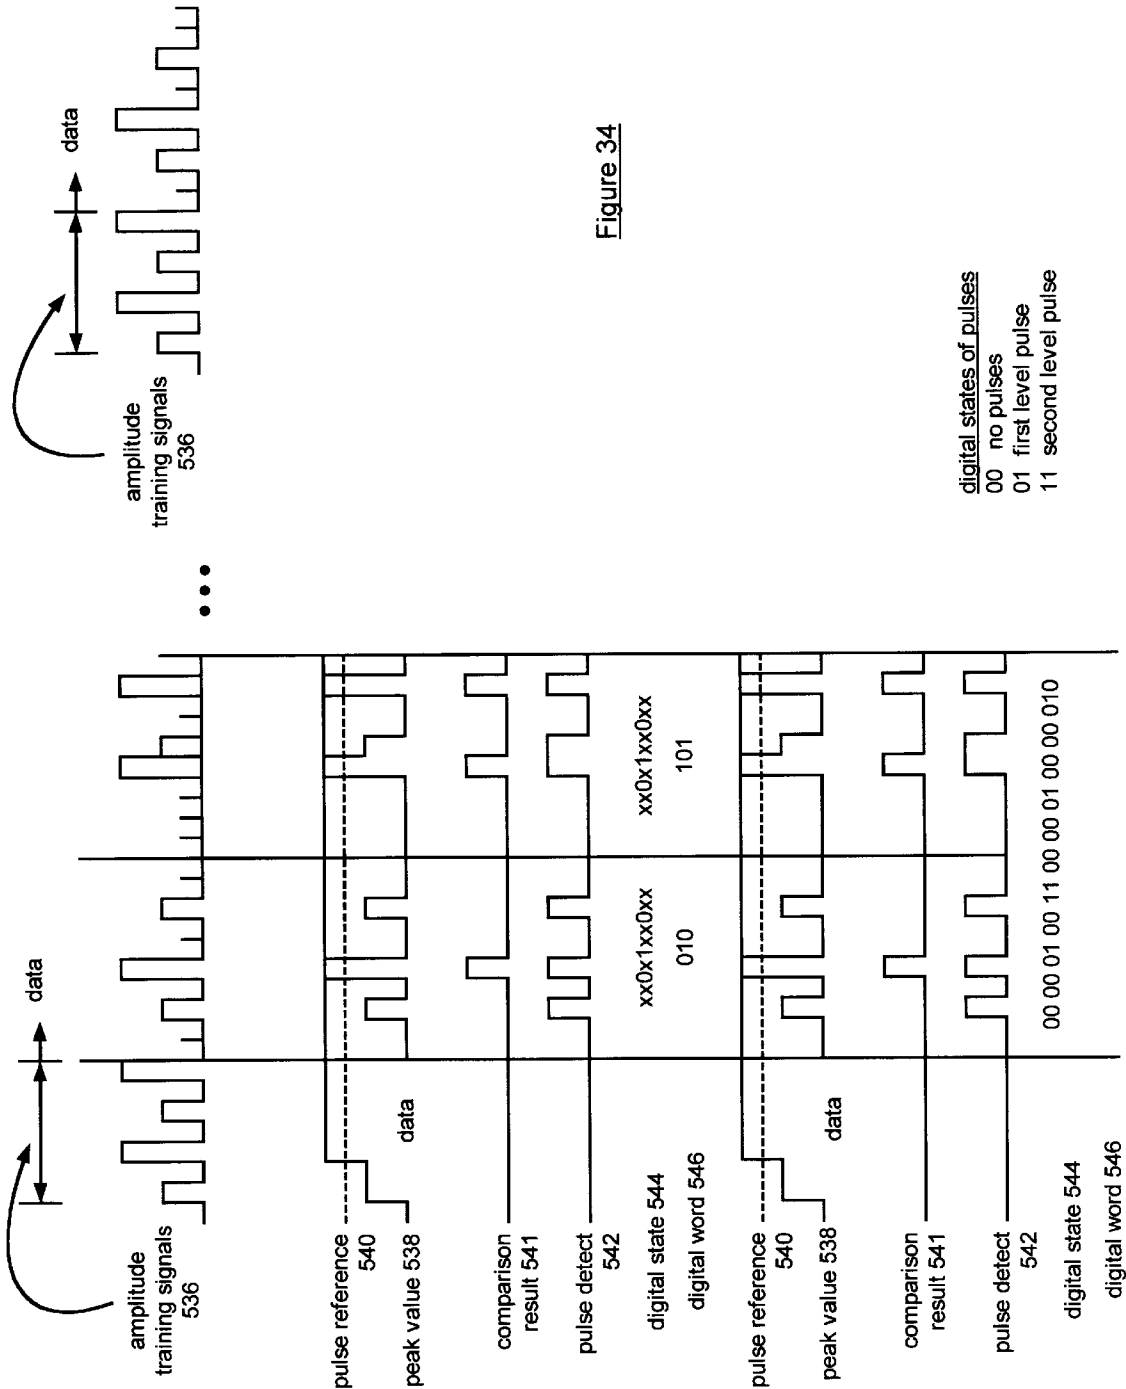 amplitude
training signals
536
data
amplitude
training signals
536
data
pulse reference
540
peak value 538
data
comparison
result 541
pulse detect
542
digital state 544
xx0x1xx0xx
xx0x1xx0xx
digital word 546
010
101
pulse reference
540
peak value 538
data
comparison
result 541
pulse detect
542
digital state 544
00 00 01 00 11 00 00 01 00 00 010
digital word 546
Figure 34
digital states of pulses
00 no pulses
01 first level pulse
11 second level pulse